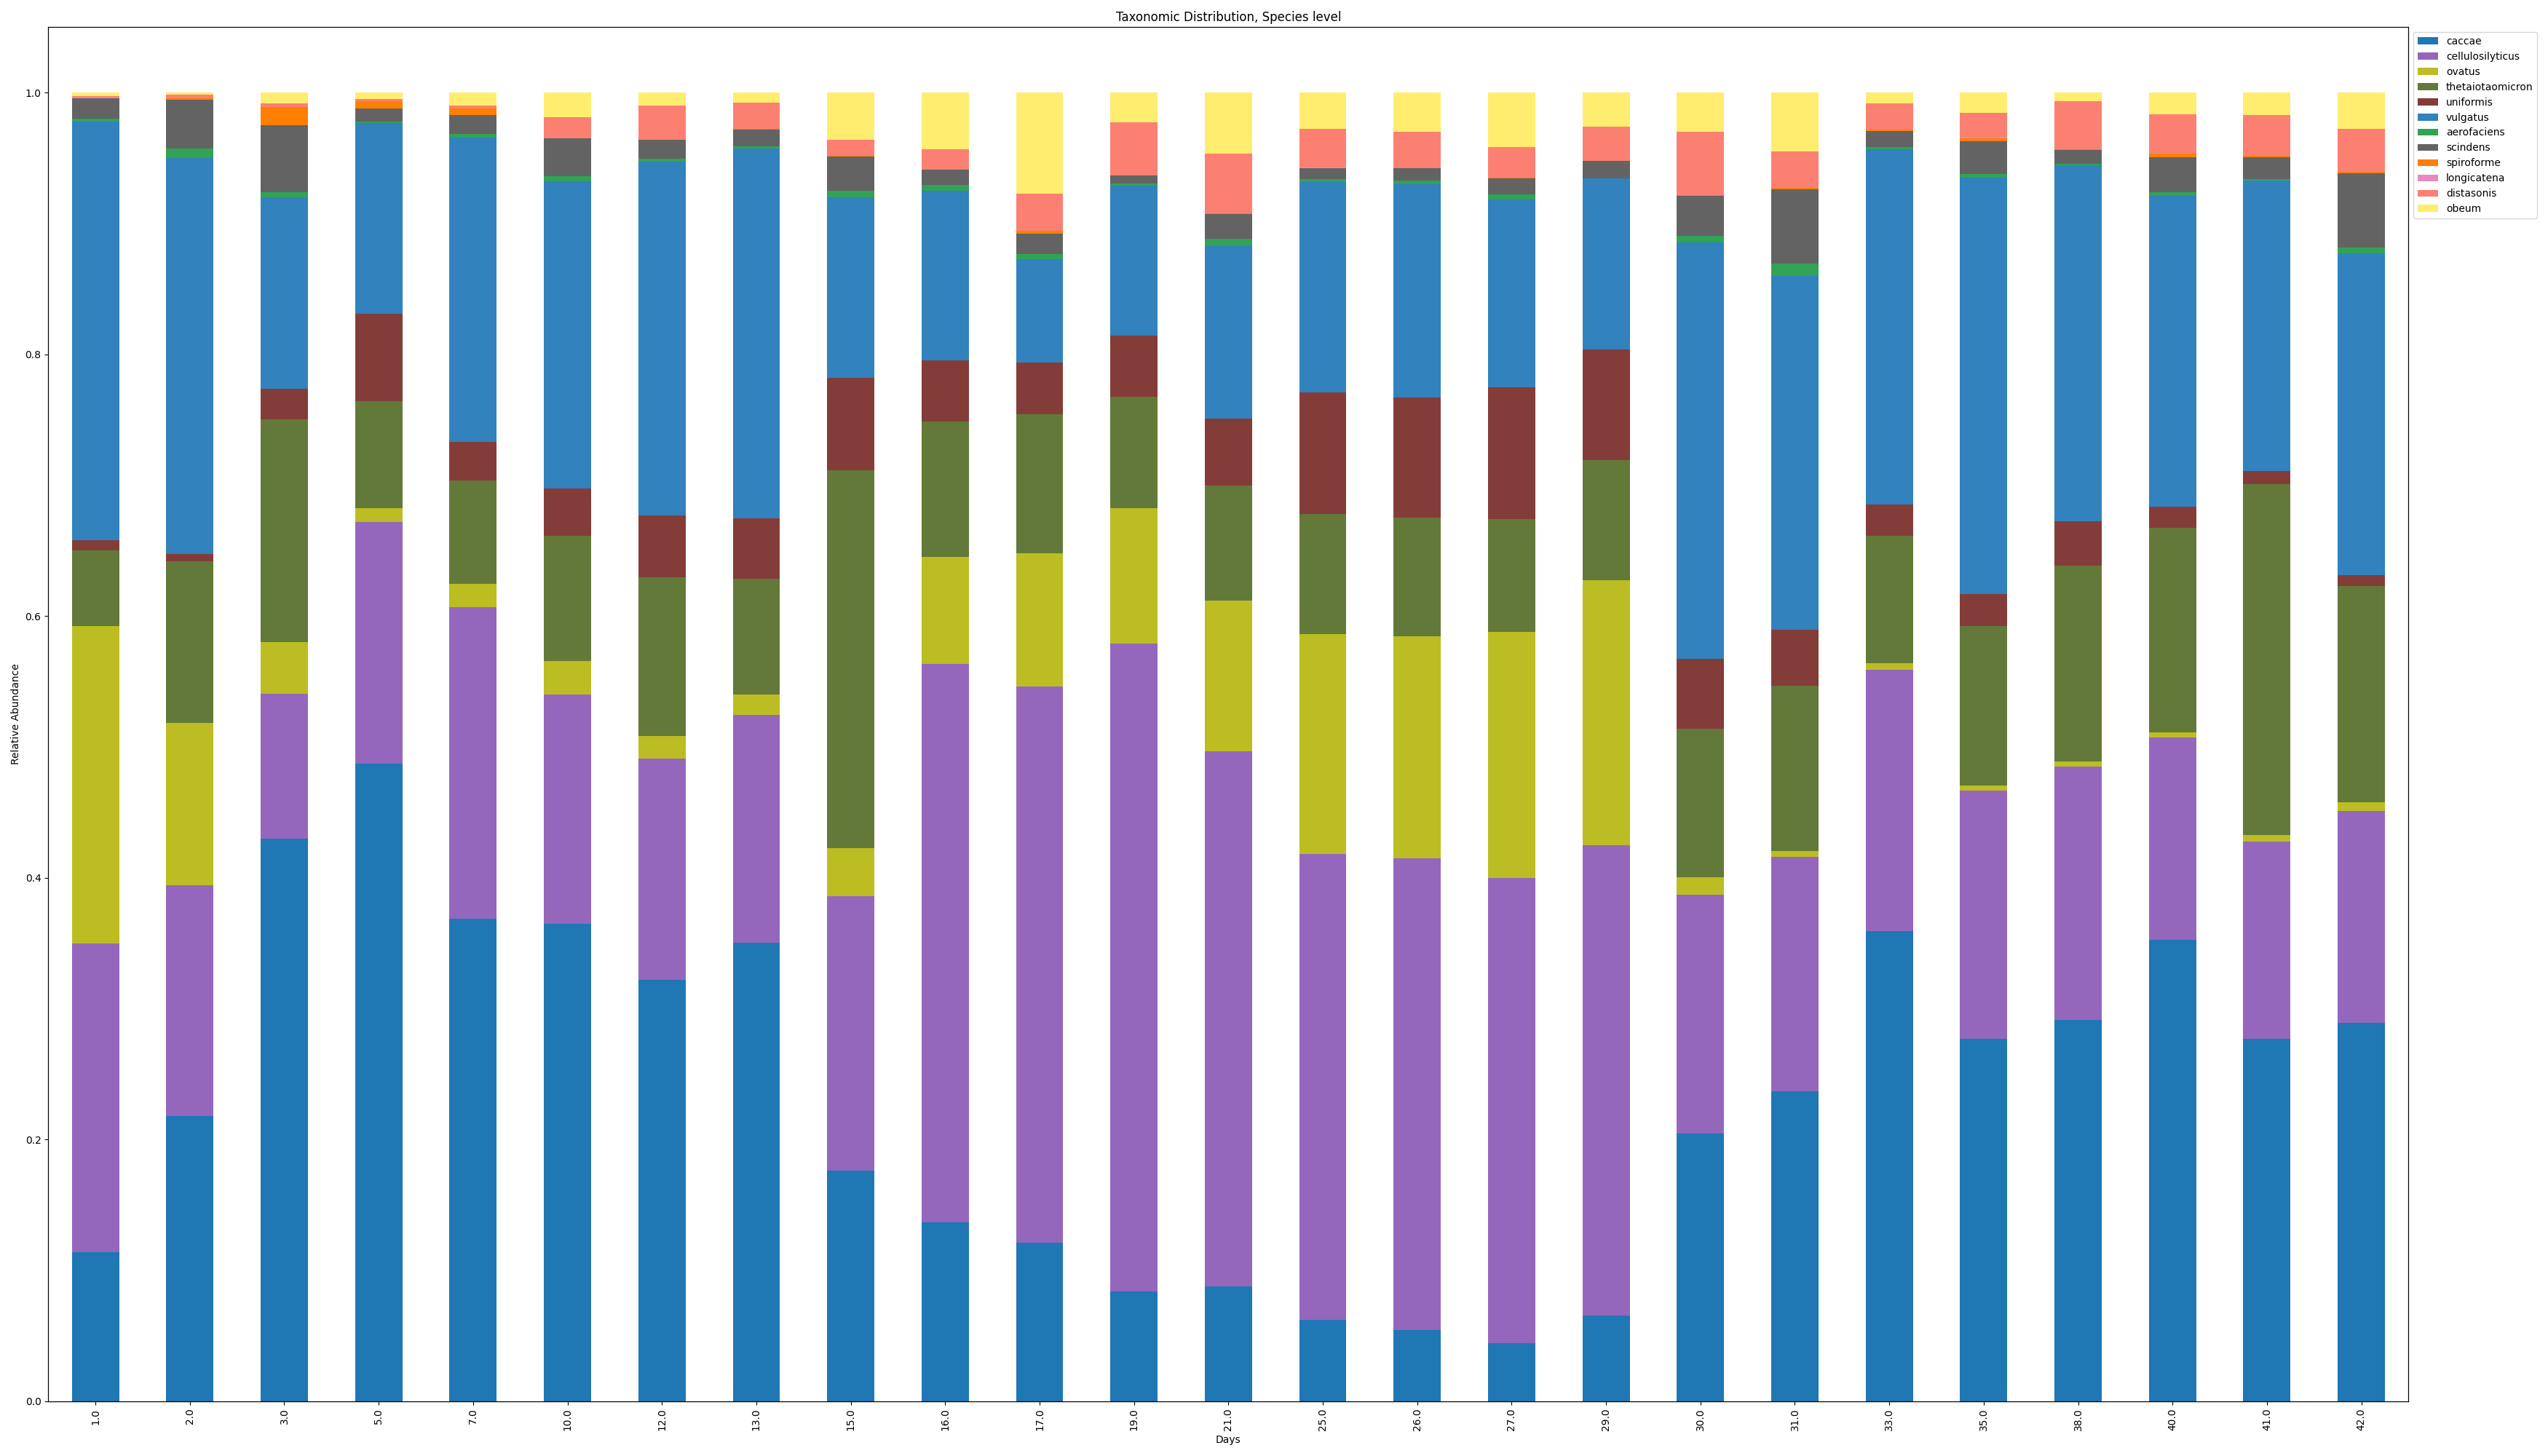 Taxonomic Distribution, Species level
caccae
cellulosilyticus
ovatus
thetaiotaomicron
uniformis
vulgatus
aerofaciens
scindens
spiroforme
longicatena
distasonis
obeum
Relative Abundance
1.0
0.8
0.6
0.4
0.2
0.0
1.0
2.0
3.0
5.0
7.0
10.0
12.0
13.0
15.0
16.0
17.0
19.0
21.0
25.0
26.0
27.0
29.0
30.0
31.0
33.0
35.0
38.0
40.0
41.0
42.0
Days